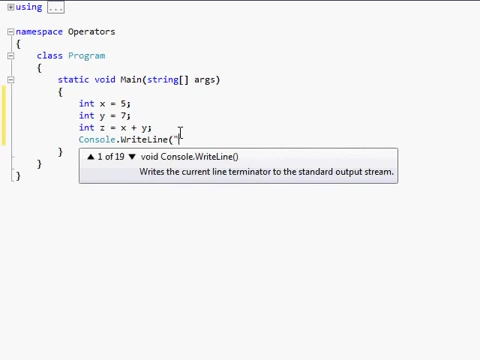 using ...
namespace Operators
{
class Program
{
static void Main(string[] args)
{
int x = 5;
int y = 7;
int z = x + y;
Console.WriteLine("
}
}
}
1 of 19 void Console.WriteLine()
Writes the current line terminator to the standard output stream.